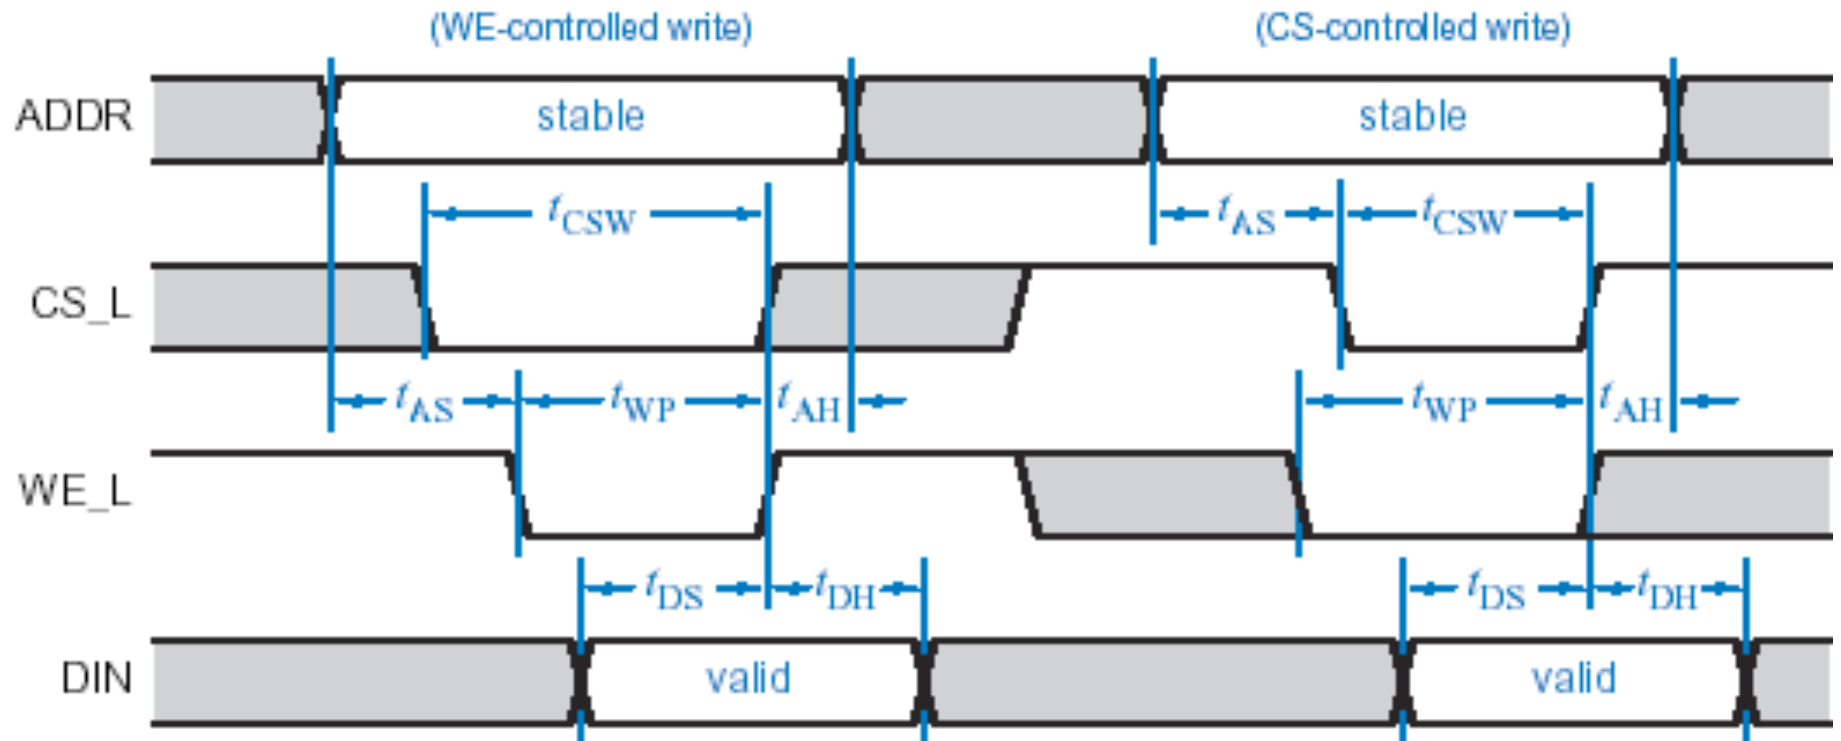 (WE-controlled write) (CS-controlled write)
ADDR stable stable
tCSW tAS tCSW
CS_L
tAS tWP tAH tWP tAH
WE_L
tDS tDH tDS tDH
DIN valid valid